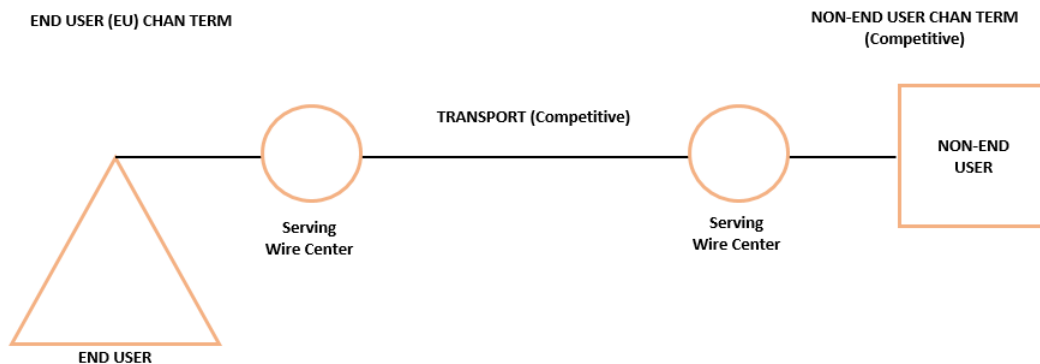 END USER (EU) CHAN TERM
NON-END USER CHAN TERM
(Competitive)
TRANSPORT (Competitive)
NON-END
USER
Serving
Wire Center
Serving
Wire Center
END USER